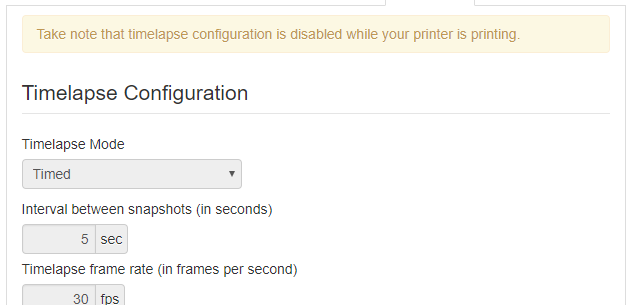 Take note that timelapse configuration is disabled while your printer is printing.
Timelapse Configuration
Timelapse Mode
Timed
Interval between snapshots (in seconds)
5 sec
Timelapse frame rate (in frames per second)
30 fps